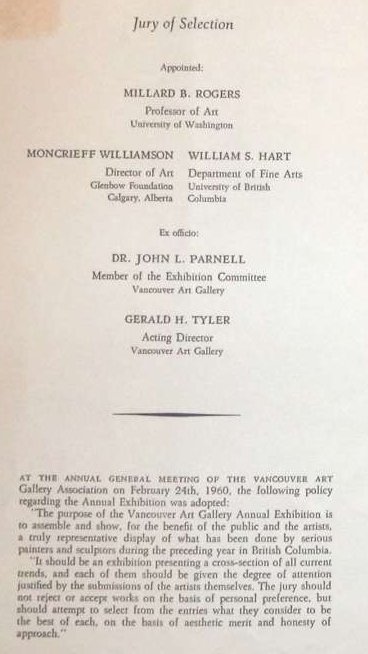 Jury of Selection
Appointed:
MILLARD B. ROGERS
Professor of Art
University of Washington
MONCRIEFF WILLIAMSON
Director of Art
Glenbow Foundation
Calgary, Alberta
WILLIAM S. HART
Department of Fine Arts
University of British
Columbia
Ex officio:
DR. JOHN L. PARNELL
Member of the Exhibition Committee
Vancouver Art Gallery
GERALD H. TYLER
Acting Director
Vancouver Art Gallery
AT THE ANNUAL GENERAL MEETING OF THE VANCOUVER ART
Gallery Association on February 24th, 1960, the following policy
regarding the Annual Exhibition was adopted:
"The purpose of the Vancouver Art Gallery Annual Exhibition is
to assemble and show, for the benefit of the public and the artists,
a truly representative display of what has been done by serious
painters and sculptors during the preceding year in British Columbia.
"It should be an exhibition presenting a cross-section of all current
trends, and each of them should be given the degree of attention
justified by the submissions of the artists themselves. The jury should
not reject or accept works on the basis of personal preference, but
should attempt to select from the entries what they consider to be
the best of each, on the basis of aesthetic merit and honesty of
approach."